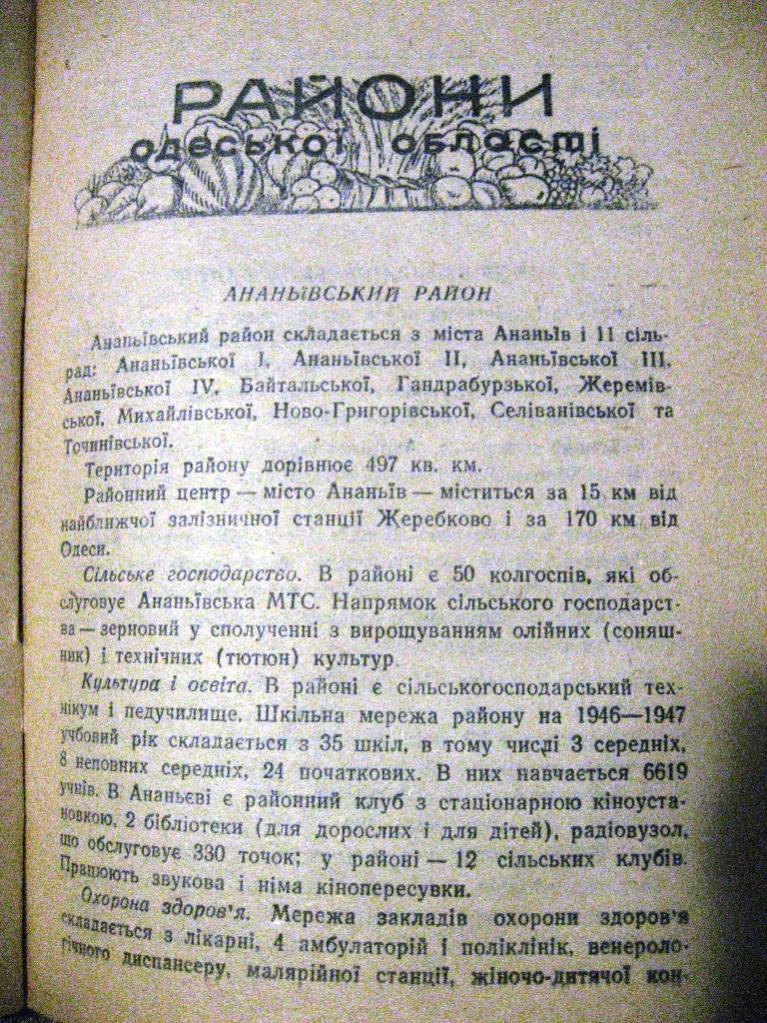 РАЙОНИ
одеської області
АНАНЬЇВСЬКИЙ РАЙОН
Ананьївський район складається з міста Ананьїв і 11 сіль-
рад: Ананьївської I, Ананьївської II, Ананьївської III,
Ананьївської IV, Байтальської, Гандрабурзької, Жеремів-
ської, Михайлівської, Ново-Григорівської, Селіванівської та
Точинівської.
Територія району дорівнює 497 кв. км.
Районний центр — місто Ананьїв — міститься за 15 км від
найближчої залізничної станції Жеребково і за 170 км від
Одеси.
Сільське господарство. В районі є 50 колгоспів, які об-
слуговує Ананьївська МТС. Напрямок сільського господарст-
ва — зерновий у сполученні з вирощуванням олійних (соняш-
ник) і технічних (тютюн) культур.
Культура і освіта. В районі є сільськогосподарський тех-
нікум і педучилище. Шкільна мережа району на 1946—1947
учбовий рік складається з 35 шкіл, в тому числі 3 середніх,
8 неповних середніх, 24 початкових. В них навчається 6619
учнів. В Ананьєві є районний клуб з стаціонарною кіноуста-
новкою, 2 бібліотеки (для дорослих і для дітей), радіовузол,
що обслуговує 330 точок; у районі — 12 сільських клубів.
Працюють звукова і німа кінопересувки.
Охорона здоров'я. Мережа закладів охорони здоров'я
складається з лікарні, 4 амбулаторій і поліклінік, венероло-
гічного диспансеру, малярійної станції, жіночо-дитячої кон-